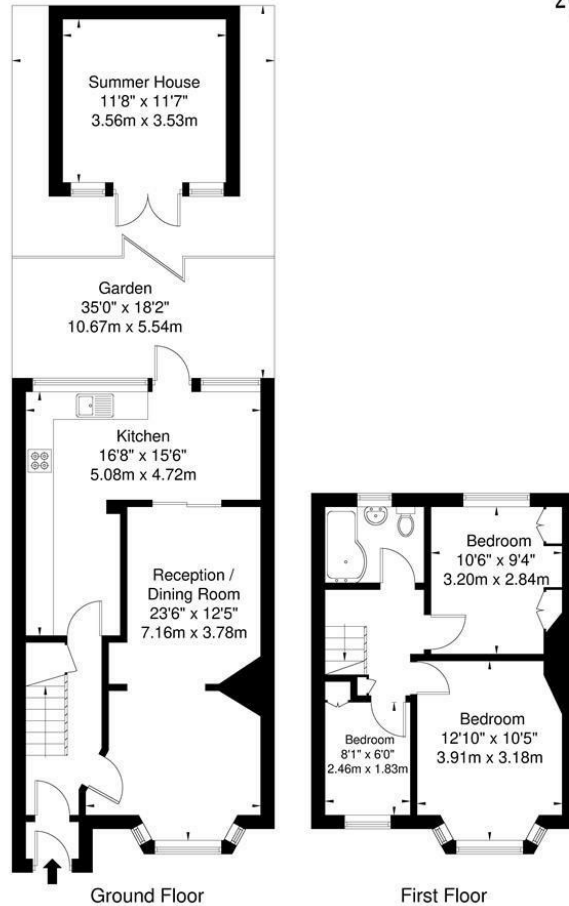 Summer House
11'8" x 11'7"
3.56m x 3.53m
Garden
35'0" x 18'2"
10.67m x 5.54m
Kitchen
16'8" x 15'6"
5.08m x 4.72m
Reception /
Dining Room
23'6" x 12'5"
7.16m x 3.78m
Ground Floor
Bedroom
10'6" x 9'4"
3.20m x 2.84m
Bedroom
12'10" x 10'5"
3.91m x 3.18m
Bedroom
8'1" x 6'0"
2.46m x 1.83m
First Floor